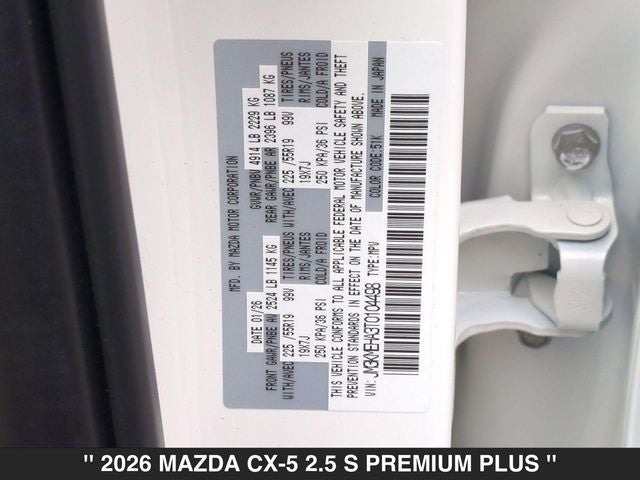 MFD. BY MAZDA MOTOR CORPORATION
DATE 01/26 GVWR/PNBV 4914 LB 2229 KG
FRONT GAWR/PNBE AV 2524 LB 1145 KG REAR GAWR/PNBE AR 2396 LB 1087 KG
WITH/AVEC TIRES/PNEUS WITH/AVEC TIRES/PNEUS
225 /55R19 99V RIMS/JANTES 225 /55R19 99V RIMS/JANTES
19X7J COLD/A FROID 19X7J COLD/A FROID
250 KPA/36 PSI 250 KPA/36 PSI
THIS VEHICLE CONFORMS TO ALL APPLICABLE FEDERAL MOTOR VEHICLE SAFETY AND THEFT
PREVENTION STANDARDS IN EFFECT ON THE DATE OF MANUFACTURE SHOWN ABOVE.
VIN: JM3KMEHA3T0104498 TYPE: MPV COLOR CODE: 51K MADE IN JAPAN
" 2026 MAZDA CX-5 2.5 S PREMIUM PLUS "